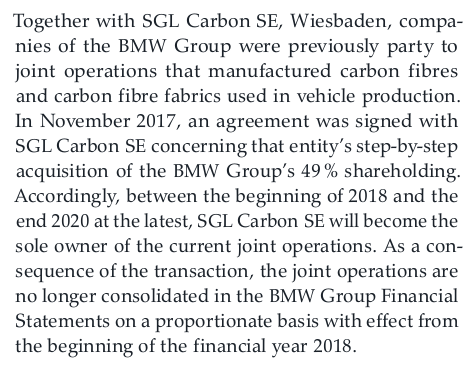 Together with SGL Carbon SE, Wiesbaden, compa-
nies of the BMW Group were previously party to
joint operations that manufactured carbon fibres
and carbon fibre fabrics used in vehicle production.
In November 2017, an agreement was signed with
SGL Carbon SE concerning that entity’s step-by-step
acquisition of the BMW Group’s 49 % shareholding.
Accordingly, between the beginning of 2018 and the
end 2020 at the latest, SGL Carbon SE will become the
sole owner of the current joint operations. As a con-
sequence of the transaction, the joint operations are
no longer consolidated in the BMW Group Financial
Statements on a proportionate basis with effect from
the beginning of the financial year 2018.